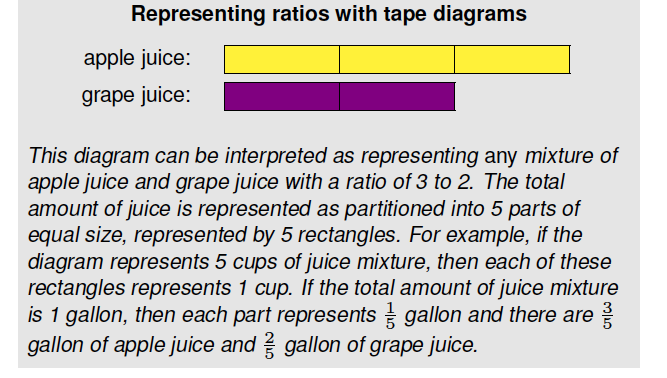 Representing ratios with tape diagrams
apple juice:
grape juice:
This diagram can be interpreted as representing any mixture of
apple juice and grape juice with a ratio of 3 to 2. The total
amount of juice is represented as partitioned into 5 parts of
equal size, represented by 5 rectangles. For example, if the
diagram represents 5 cups of juice mixture, then each of these
rectangles represents 1 cup. If the total amount of juice mixture
is 1 gallon, then each part represents 1/5 gallon and there are 3/5
gallon of apple juice and 2/5 gallon of grape juice.